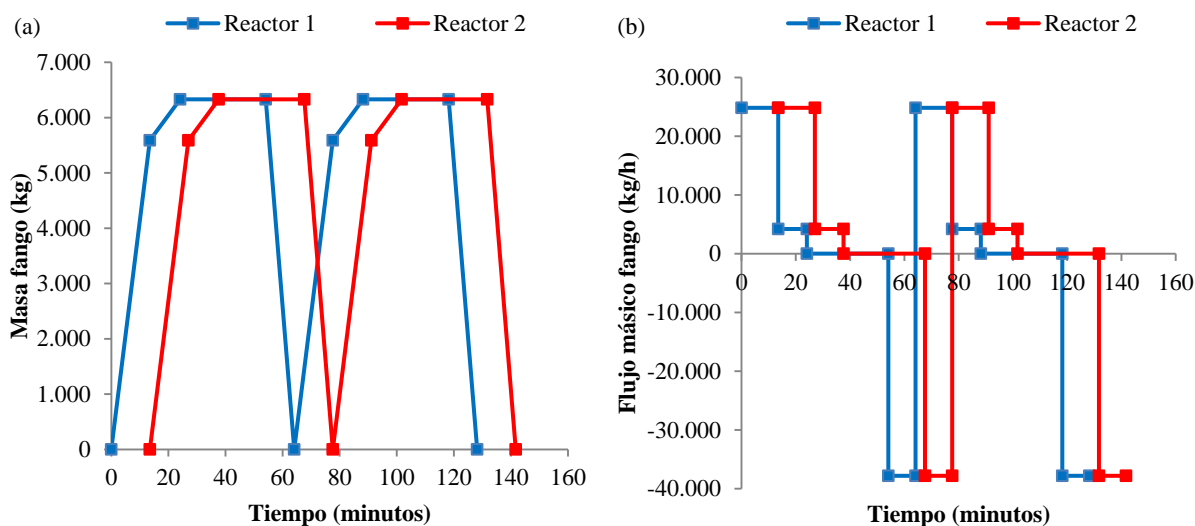 (a)
Reactor 1 Reactor 2
7.000
6.000
5.000
4.000
3.000
2.000
1.000
0
Masa fango (kg)
0 20 40 60 80 100 120 140 160
Tiempo (minutos)
(b)
Reactor 1 Reactor 2
30.000
20.000
10.000
0
-10.000
-20.000
-30.000
-40.000
Flujo másico fango (kg/h)
0 20 40 60 80 100 120 140 160
Tiempo (minutos)